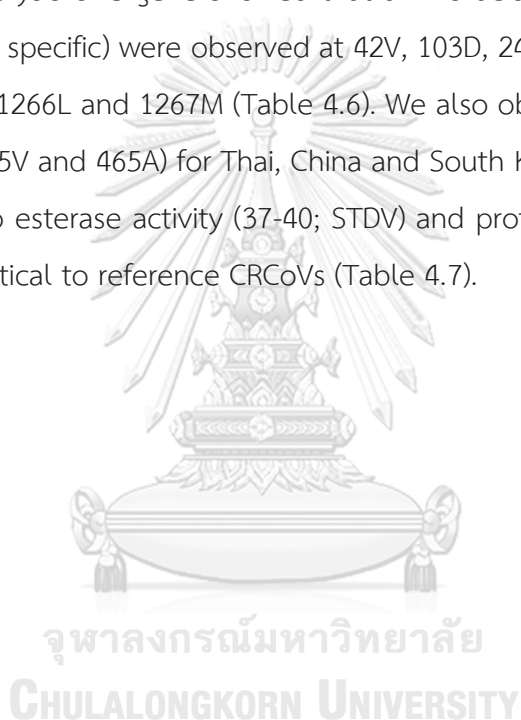 specific) were observed at 42V, 103D, 24
1266L and 1267M (Table 4.6). We also ob
5V and 465A) for Thai, China and South K
o esterase activity (37-40; STDV) and prot
tical to reference CRCoVs (Table 4.7).
จุฬาลงกรณ์มหาวิทยาลัย
CHULALONGKORN UNIVERSITY